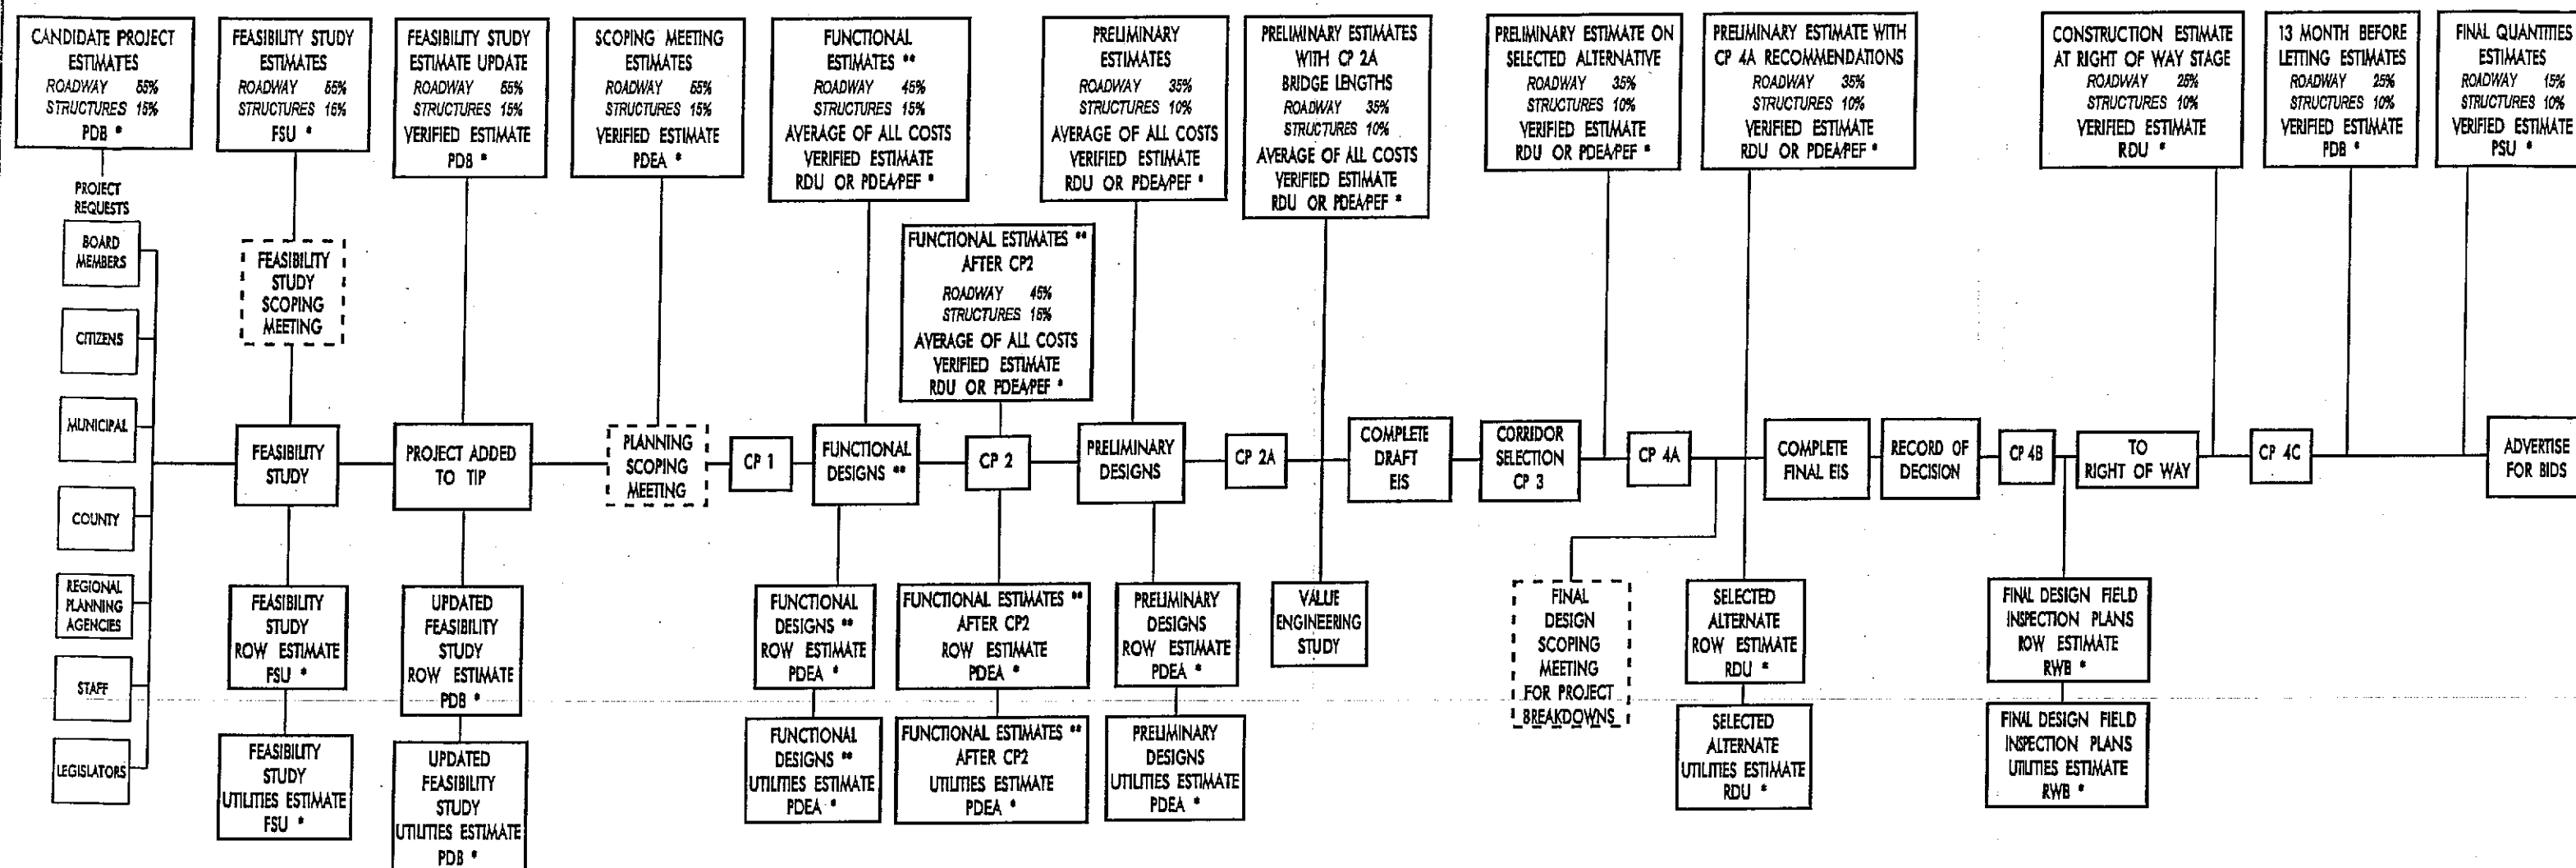 CANDIDATE PROJECT
ESTIMATES
ROADWAY 55%
STRUCTURES 15%
PDB *
FEASIBILITY STUDY
ESTIMATES
ROADWAY 55%
STRUCTURES 15%
FSU *
FEASIBILITY STUDY
ESTIMATE UPDATE
ROADWAY 55%
STRUCTURES 15%
VERIFIED ESTIMATE
PDB *
SCOPING MEETING
ESTIMATES
ROADWAY 55%
STRUCTURES 15%
VERIFIED ESTIMATE
PDEA *
FUNCTIONAL
ESTIMATES **
ROADWAY 45%
STRUCTURES 15%
AVERAGE OF ALL COSTS
VERIFIED ESTIMATE
RDU OR PDEA/PEF *
PRELIMINARY
ESTIMATES
ROADWAY 35%
STRUCTURES 10%
AVERAGE OF ALL COSTS
VERIFIED ESTIMATE
RDU OR PDEA/PEF *
PRELIMINARY ESTIMATES
WITH CP 2A
BRIDGE LENGTHS
ROADWAY 35%
STRUCTURES 10%
AVERAGE OF ALL COSTS
VERIFIED ESTIMATE
RDU OR PDEA/PEF *
PRELIMINARY ESTIMATE ON
SELECTED ALTERNATIVE
ROADWAY 35%
STRUCTURES 10%
VERIFIED ESTIMATE
RDU OR PDEA/PEF *
PRELIMINARY ESTIMATE WITH
CP 4A RECOMMENDATIONS
ROADWAY 35%
STRUCTURES 10%
VERIFIED ESTIMATE
RDU OR PDEA/PEF *
CONSTRUCTION ESTIMATE
AT RIGHT OF WAY STAGE
ROADWAY 25%
STRUCTURES 10%
VERIFIED ESTIMATE
RDU *
13 MONTH BEFORE
LETTING ESTIMATES
ROADWAY 25%
STRUCTURES 10%
VERIFIED ESTIMATE
PDB *
FINAL QUANTITIES
ESTIMATES
ROADWAY 15%
STRUCTURES 10%
VERIFIED ESTIMATE
PSU *
PROJECT
REQUESTS
BOARD
MEMBERS
CITIZENS
MUNICIPAL
COUNTY
REGIONAL
PLANNING
AGENCIES
STAFF
LEGISLATORS
FEASIBILITY
STUDY
SCOPING
MEETING
FUNCTIONAL ESTIMATES **
AFTER CP2
ROADWAY 45%
STRUCTURES 15%
AVERAGE OF ALL COSTS
VERIFIED ESTIMATE
RDU OR PDEA/PEF *
FEASIBILITY
STUDY
PROJECT ADDED
TO TIP
PLANNING
SCOPING
MEETING
CP 1
FUNCTIONAL
DESIGNS **
CP 2
PRELIMINARY
DESIGNS
CP 2A
COMPLETE
DRAFT
EIS
CORRIDOR
SELECTION
CP 3
CP 4A
COMPLETE
FINAL EIS
RECORD OF
DECISION
CP 4B
TO
RIGHT OF WAY
CP 4C
ADVERTISE
FOR BIDS
FEASIBILITY
STUDY
ROW ESTIMATE
FSU *
UPDATED
FEASIBILITY
STUDY
ROW ESTIMATE
PDB *
FUNCTIONAL
DESIGNS **
ROW ESTIMATE
PDEA *
FUNCTIONAL ESTIMATES **
AFTER CP2
ROW ESTIMATE
PDEA *
PRELIMINARY
DESIGNS
ROW ESTIMATE
PDEA *
VALUE
ENGINEERING
STUDY
FINAL
DESIGN
SCOPING
MEETING
FOR PROJECT
BREAKDOWNS
SELECTED
ALTERNATE
ROW ESTIMATE
RDU *
FINAL DESIGN FIELD
INSPECTION PLANS
ROW ESTIMATE
RWB *
FEASIBILITY
STUDY
UTILITIES ESTIMATE
FSU *
UPDATED
FEASIBILITY
STUDY
UTILITIES ESTIMATE
PDB *
FUNCTIONAL
DESIGNS **
UTILITIES ESTIMATE
PDEA *
FUNCTIONAL ESTIMATES **
AFTER CP2
UTILITIES ESTIMATE
PDEA *
PRELIMINARY
DESIGNS
UTILITIES ESTIMATE
PDEA *
SELECTED
ALTERNATE
UTILITIES ESTIMATE
RDU *
FINAL DESIGN FIELD
INSPECTION PLANS
UTILITIES ESTIMATE
RWB *